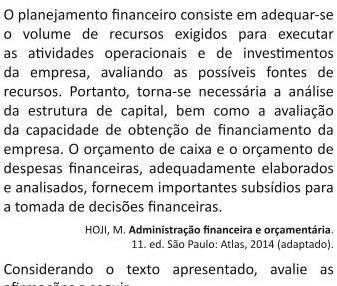 O planejamento financeiro consiste em adequar-se
o volume de recursos exigidos para executar
as atividades operacionais e de investimentos
da empresa, avaliando as possíveis fontes de
recursos. Portanto, torna-se necessária a análise
da estrutura de capital, bem como a avaliação
da capacidade de obtenção de financiamento da
empresa. O orçamento de caixa e o orçamento de
despesas financeiras, adequadamente elaborados
e analisados, fornecem importantes subsídios para
a tomada de decisões financeiras.
HOJI, M. Administração financeira e orçamentária.
11. ed. São Paulo: Atlas, 2014 (adaptado).
Considerando o texto apresentado, avalie as